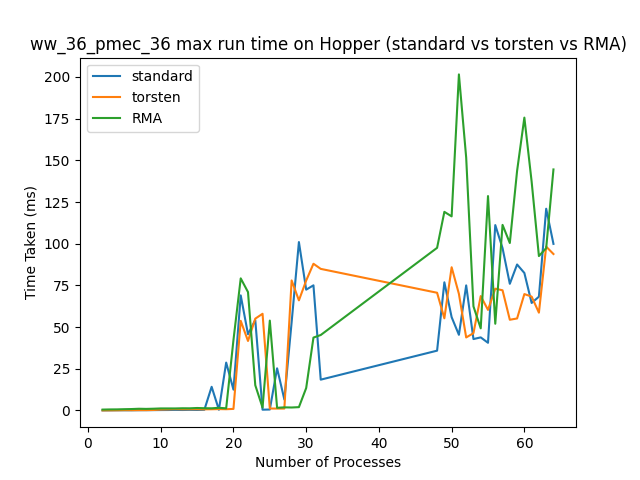 ww_36_pmec_36 max run time on Hopper (standard vs torsten vs RMA)
standard
torsten
RMA
Time Taken (ms)
200
175
150
125
100
75
50
25
0
0 10 20 30 40 50 60
Number of Processes